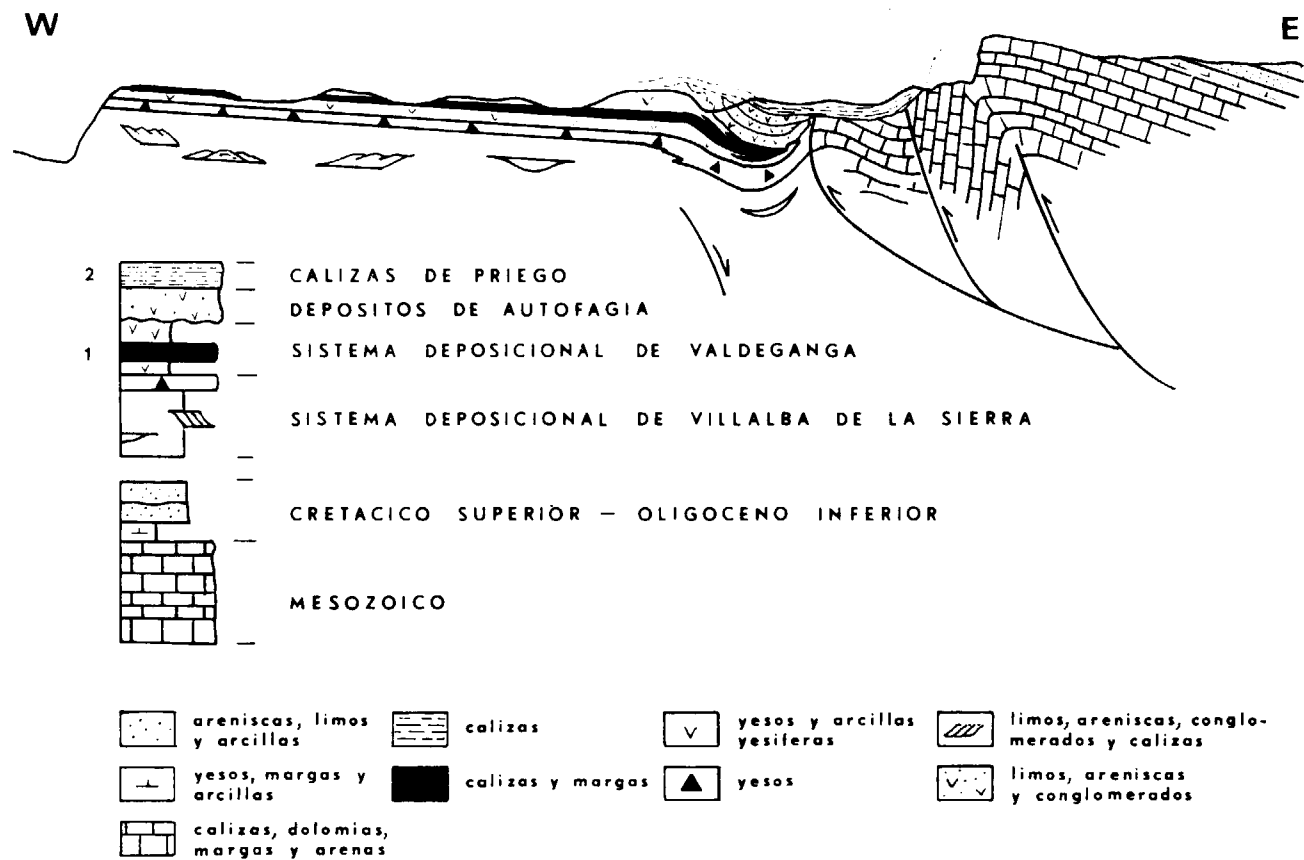 W
E
2
CALIZAS DE PRIEGO
DEPOSITOS DE AUTOFAGIA
1
SISTEMA DEPOSICIONAL DE VALDEGANGA
SISTEMA DEPOSICIONAL DE VILLALBA DE LA SIERRA
CRETACICO SUPERIOR – OLIGOCENO INFERIOR
MESOZOICO
areniscas, limos
y arcillas
calizas
yesos y arcillas
yesiferas
limos, areniscas, conglo-
merados y calizas
yesos, margas y
arcillas
calizas y margas
yesos
limos, areniscas
y conglomerados
calizas, dolomias,
margas y arenas